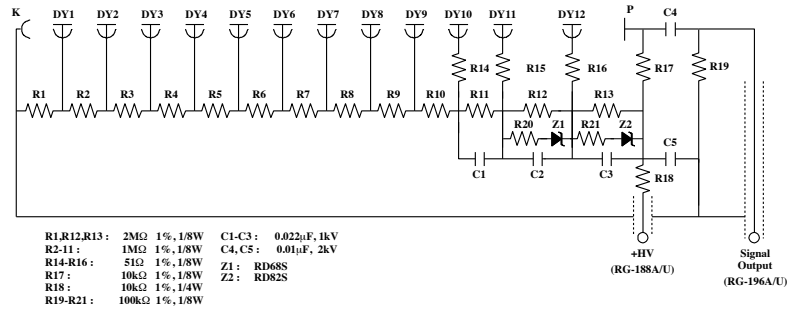 K DY1 DY2 DY3 DY4 DY5 DY6 DY7 DY8 DY9 DY10 DY11 DY12 P C4
R14 R15 R16 R17 R19
R1 R2 R3 R4 R5 R6 R7 R8 R9 R10 R11 R12 R13
R20 Z1 R21 Z2 C5
C1 C2 C3 R18
R1,R12,R13 : 2MΩ 1%, 1/8W C1-C3 : 0.022μF, 1kV
R2-11 : 1MΩ 1%, 1/8W C4, C5 : 0.01μF, 2kV
R14-R16 : 51Ω 1%, 1/8W Z1 : RD68S
R17 : 10kΩ 1%, 1/8W Z2 : RD82S
R18 : 10kΩ 1%, 1/4W
R19-R21 : 100kΩ 1%, 1/8W
+HV
(RG-188A/U)
Signal
Output
(RG-196A/U)